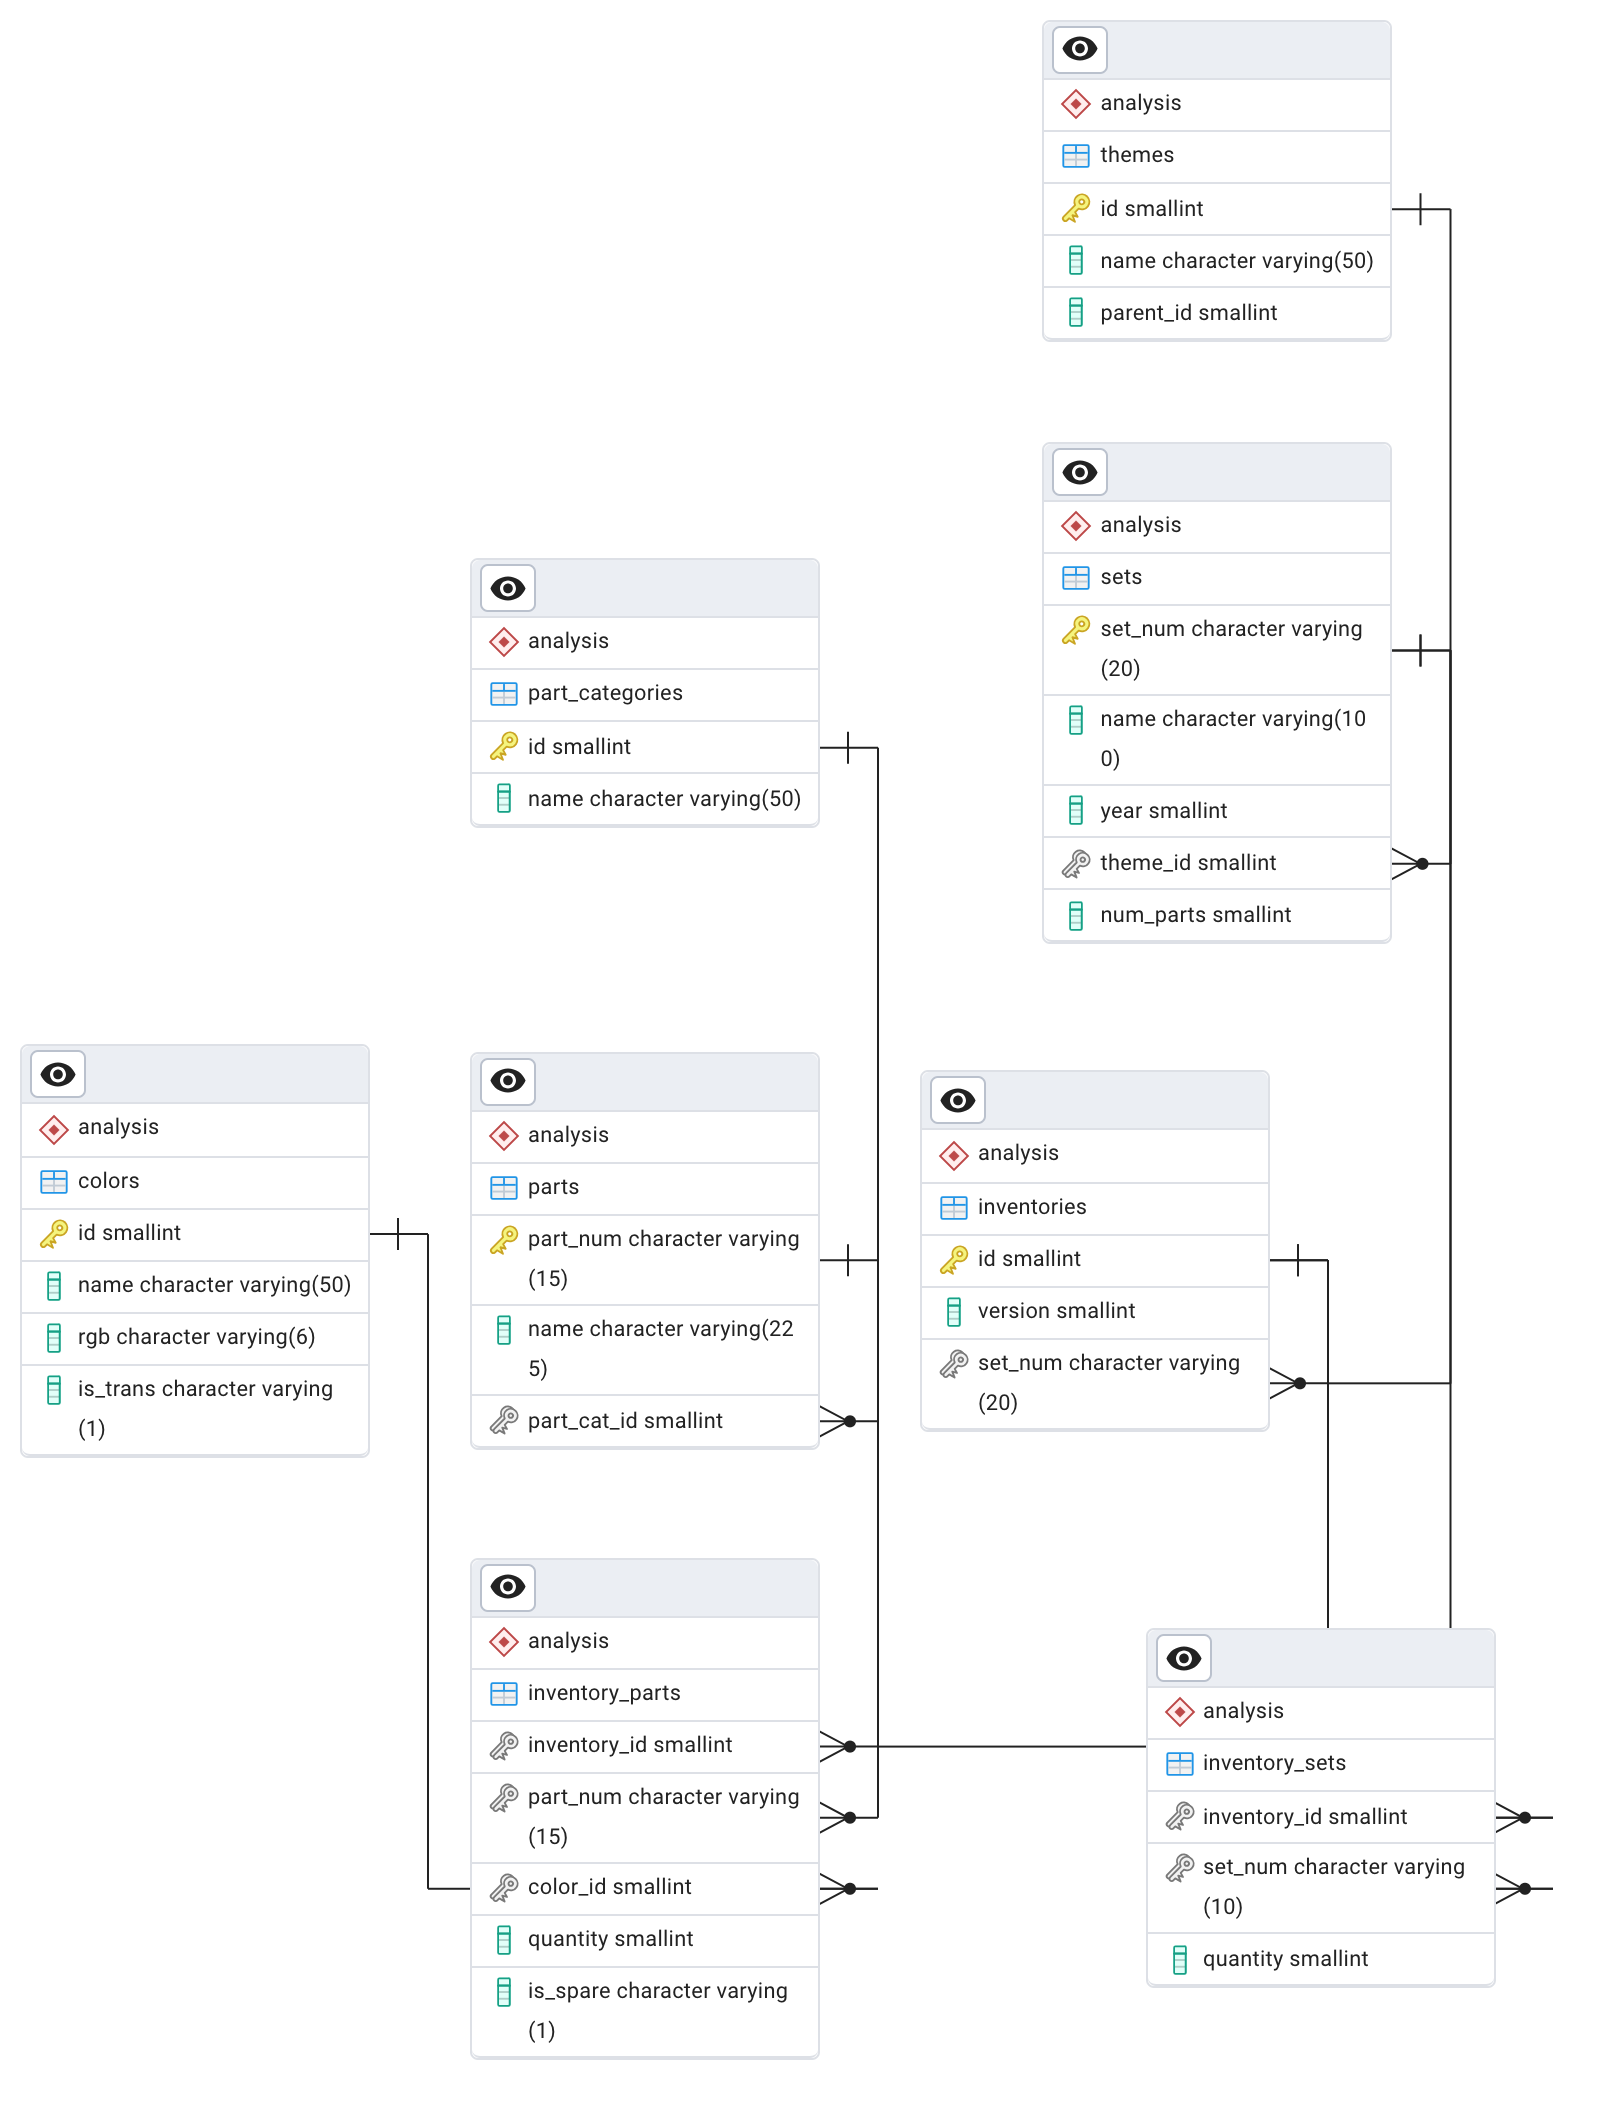 analysis
themes
id smallint
name character varying(50)
parent_id smallint
analysis
sets
set_num character varying
(20)
name character varying(10
0)
year smallint
theme_id smallint
num_parts smallint
analysis
part_categories
id smallint
name character varying(50)
analysis
colors
id smallint
name character varying(50)
rgb character varying(6)
is_trans character varying
(1)
analysis
parts
part_num character varying
(15)
name character varying(22
5)
part_cat_id smallint
analysis
inventories
id smallint
version smallint
set_num character varying
(20)
analysis
inventory_parts
inventory_id smallint
part_num character varying
(15)
color_id smallint
quantity smallint
is_spare character varying
(1)
analysis
inventory_sets
inventory_id smallint
set_num character varying
(10)
quantity smallint